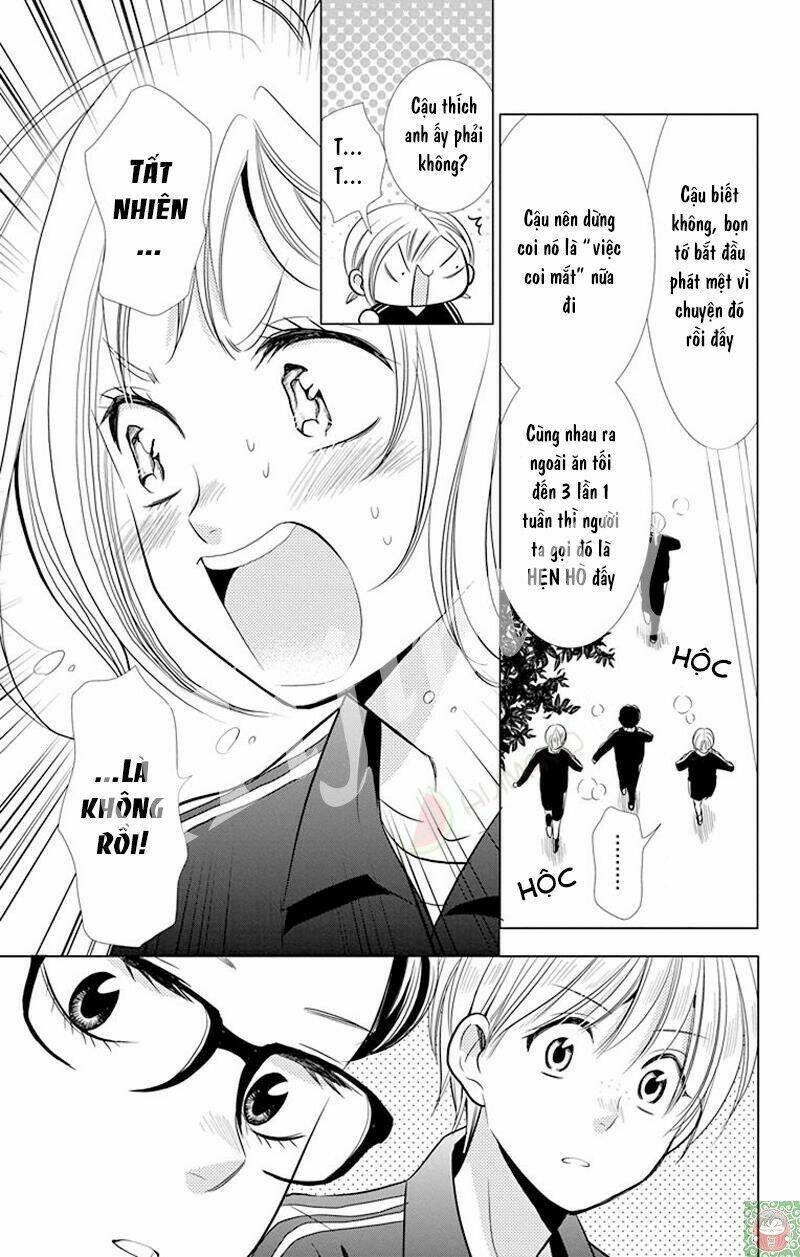 Cậu biết
không, bọn
tớ bắt đầu
phát mệt vì
chuyện đó
rồi đấy
Cậu nên dừng
coi nó là “việc
coi mắt” nữa
đi
Cùng nhau ra
ngoài ăn tối
đến 3 lần 1
tuần thì người
ta gọi đó là
HẸN HÒ đấy
HỘC
HỘC
......
Cậu thích
anh ấy phải
không?
T...
T...
TẤT
NHIÊN
...
...LÀ
KHÔNG
RỒI!